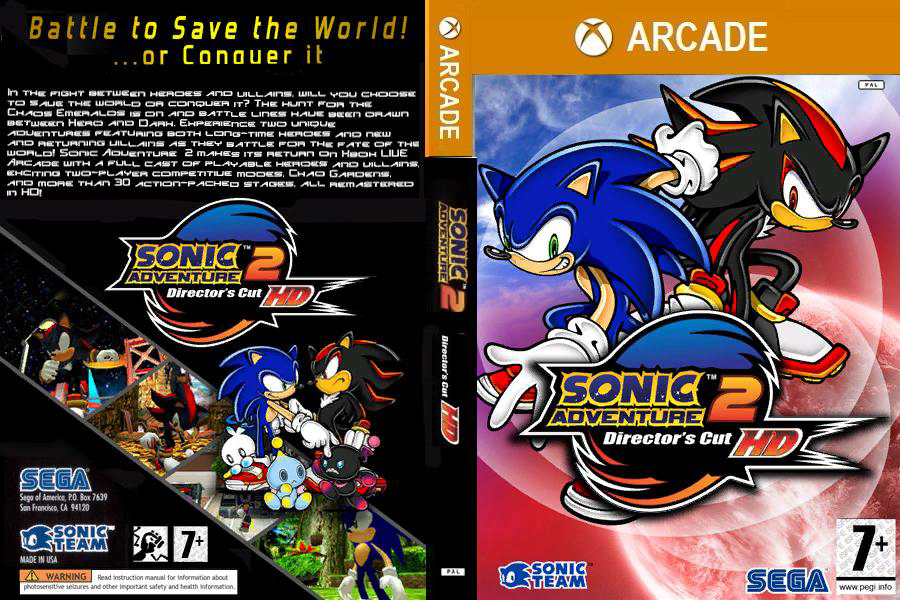 Battle to Save the World!
...or Conquer it
In the fight between heroes and villains, will you choose
to save the world or conquer it? The hunt for the
Chaos Emeralds is on and battle lines have been drawn
between Hero and Dark. Experience two unique
adventures featuring both long-time heroes and new
and returning villains as they battle for the fate of the
world! Sonic Adventure 2 makes its return on Xbox LIVE
Arcade with a full cast of playable heroes and villains,
exciting two-player competitive modes, Chao Gardens,
and more than 30 action-packed stages, all remastered
in HD!
SONIC™
ADVENTURE 2
Director's Cut HD
SEGA
Sega of America, P.O. Box 7639
San Francisco, CA 94120
SONIC™
TEAM
MADE IN USA
7+
WARNING Read instruction manual for information about
photosensitive seizures and other important safety and health information.
ARCADE
SONIC™
ADVENTURE 2
Director's Cut HD
PAL
ARCADE
PAL
SONIC™
ADVENTURE 2
Director's Cut HD
SONIC™
TEAM
SEGA
7+
www.pegi.info